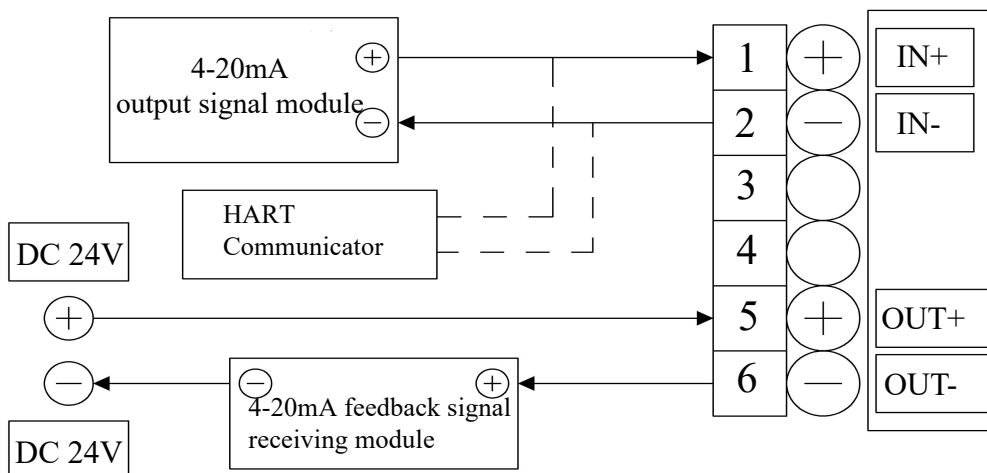 4-20mA
output signal module
+
−
HART
Communicator
DC 24V
+
−
DC 24V
− +
4-20mA feedback signal
receiving module
1 + IN+
2 − IN-
3
4
5 + OUT+
6 − OUT-